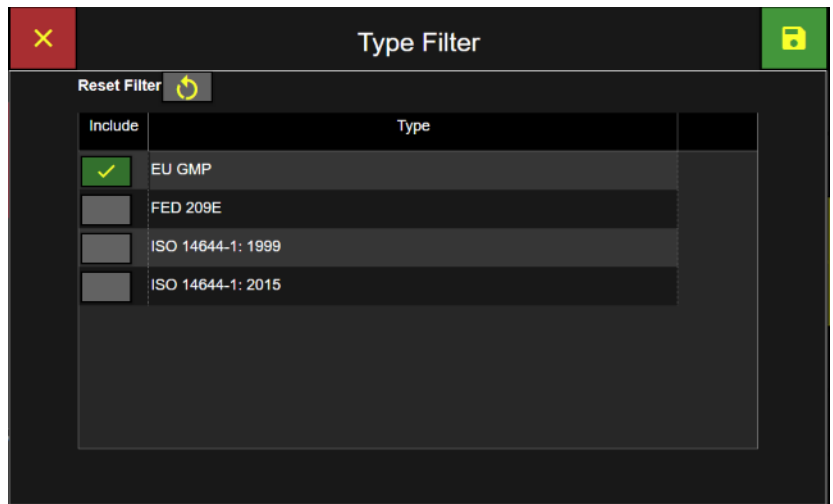 Type Filter
Reset Filter
Include Type
EU GMP
FED 209E
ISO 14644-1: 1999
ISO 14644-1: 2015